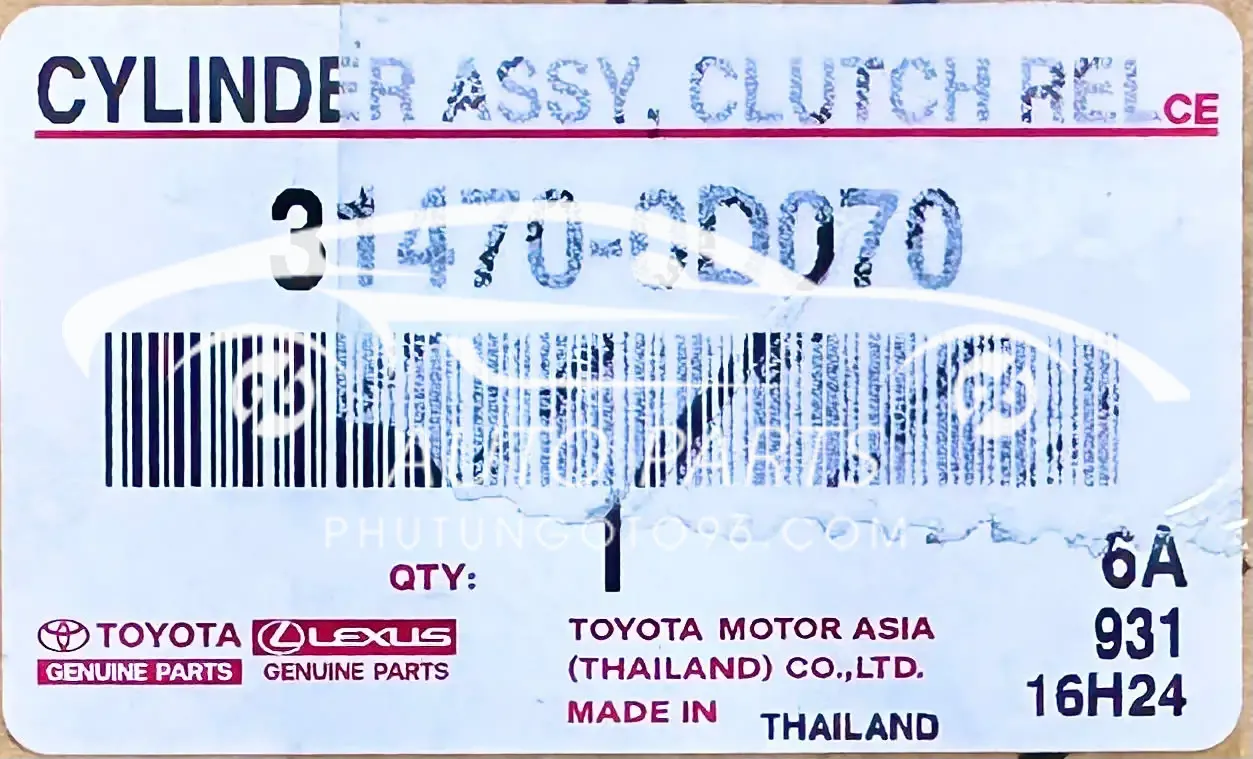 CYLINDER ASSY, CLUTCH REL CE
31470-0D070
AUTO PARTS
PHUTUNGOTO96.COM
QTY: 1
6A
931
16H24
TOYOTA LEXUS
GENUINE PARTS GENUINE PARTS
TOYOTA MOTOR ASIA
(THAILAND) CO.,LTD.
MADE IN THAILAND